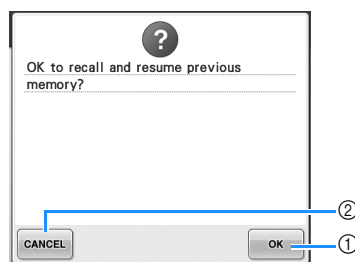 ?
OK to recall and resume previous
memory?
②
CANCEL
OK
①